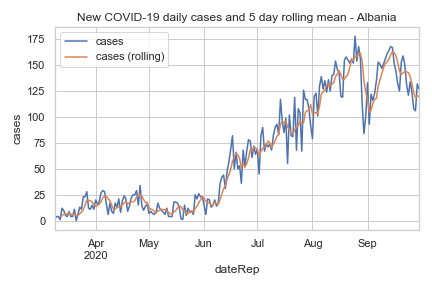 New COVID-19 daily cases and 5 day rolling mean - Albania
cases
cases (rolling)
175
150
125
100
75
50
25
0
cases
Apr May Jun Jul Aug Sep
2020
dateRep